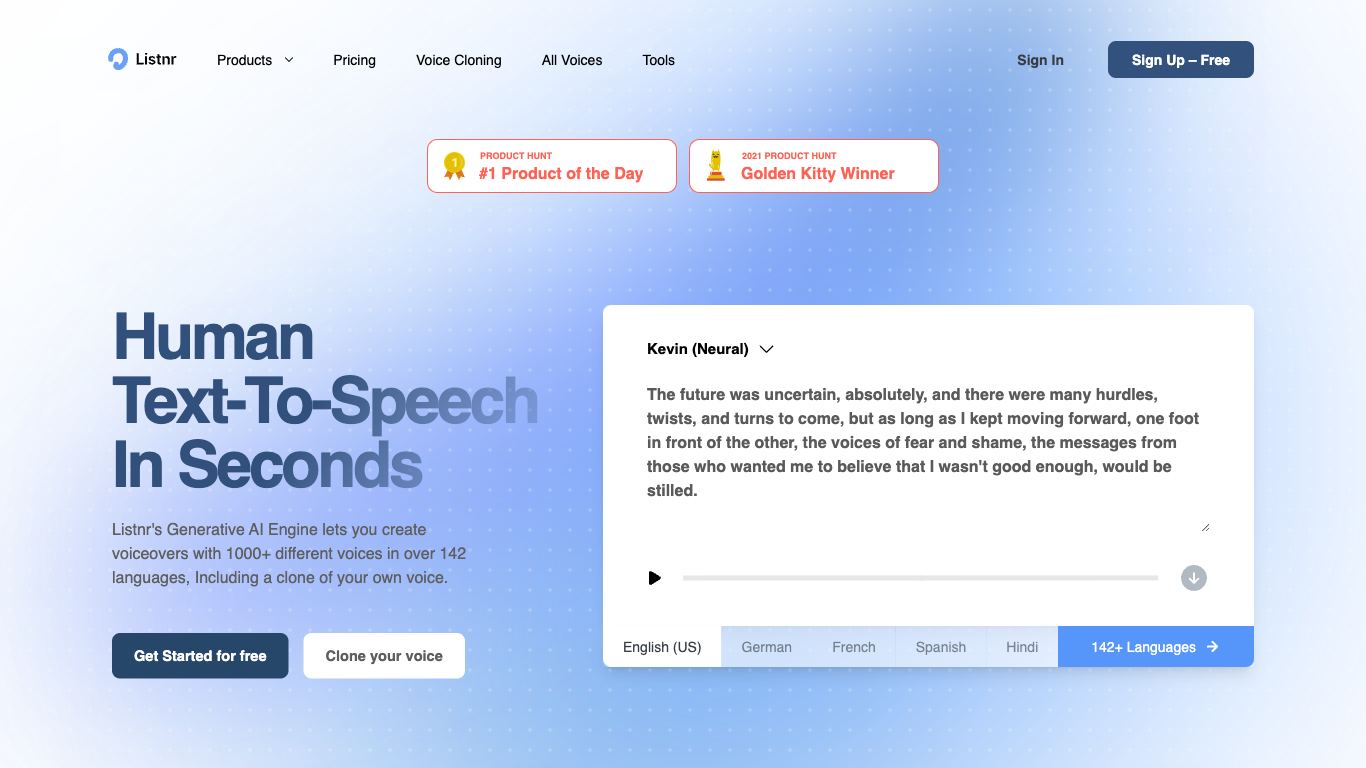 Listnr
Products
Pricing
Voice Cloning
All Voices
Tools
Sign In
Sign Up – Free
1
PRODUCT HUNT
#1 Product of the Day
2021 PRODUCT HUNT
Golden Kitty Winner
Human
Text-To-Speech
In Seconds
Listnr's Generative AI Engine lets you create
voiceovers with 1000+ different voices in over 142
languages, Including a clone of your own voice.
Get Started for free
Clone your voice
Kevin (Neural)
The future was uncertain, absolutely, and there were many hurdles,
twists, and turns to come, but as long as I kept moving forward, one foot
in front of the other, the voices of fear and shame, the messages from
those who wanted me to believe that I wasn't good enough, would be
stilled.
English (US)
German
French
Spanish
Hindi
142+ Languages